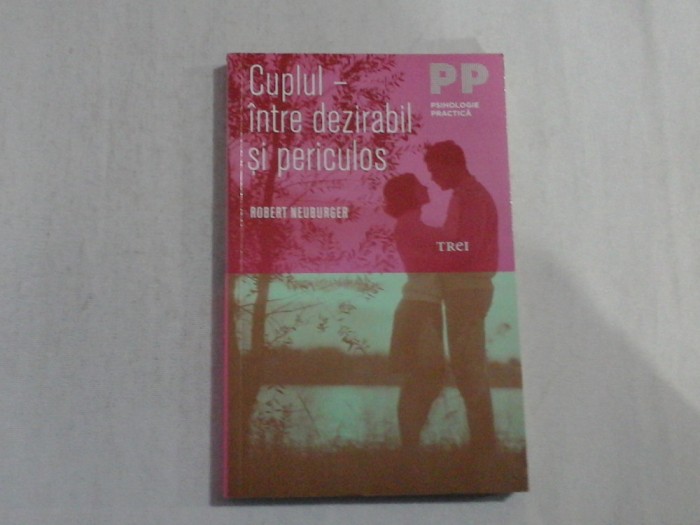 Cuplul –
între dezirabil
și periculos
PP
PSIHOLOGIE
PRACTICĂ
ROBERT NEUBURGER
TREI